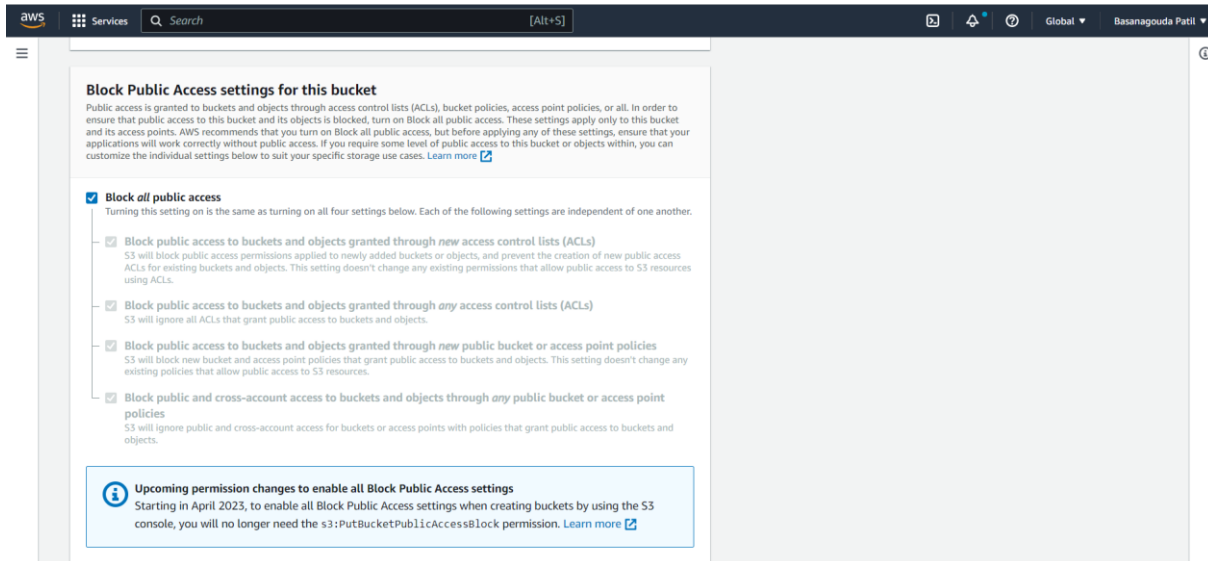 aws Services Search [Alt+S] Global Basanagouda Patil
Block Public Access settings for this bucket
Public access is granted to buckets and objects through access control lists (ACLs), bucket policies, access point policies, or all. In order to
ensure that public access to this bucket and its objects is blocked, turn on Block all public access. These settings apply only to this bucket
and its access points. AWS recommends that you turn on Block all public access, but before applying any of these settings, ensure that your
applications will work correctly without public access. If you require some level of public access to this bucket or objects within, you can
customize the individual settings below to suit your specific storage use cases. Learn more
Block all public access
Turning this setting on is the same as turning on all four settings below. Each of the following settings are independent of one another.
Block public access to buckets and objects granted through new access control lists (ACLs)
S3 will block public access permissions applied to newly added buckets or objects, and prevent the creation of new public access
ACLs for existing buckets and objects. This setting doesn't change any existing permissions that allow public access to S3 resources
using ACLs.
Block public access to buckets and objects granted through any access control lists (ACLs)
S3 will ignore all ACLs that grant public access to buckets and objects.
Block public access to buckets and objects granted through new public bucket or access point policies
S3 will block new bucket and access point policies that grant public access to buckets and objects. This setting doesn't change any
existing policies that allow public access to S3 resources.
Block public and cross-account access to buckets and objects through any public bucket or access point
policies
S3 will ignore public and cross-account access for buckets or access points with policies that grant public access to buckets and
objects.
Upcoming permission changes to enable all Block Public Access settings
Starting in April 2023, to enable all Block Public Access settings when creating buckets by using the S3
console, you will no longer need the s3:PutBucketPublicAccessBlock permission. Learn more